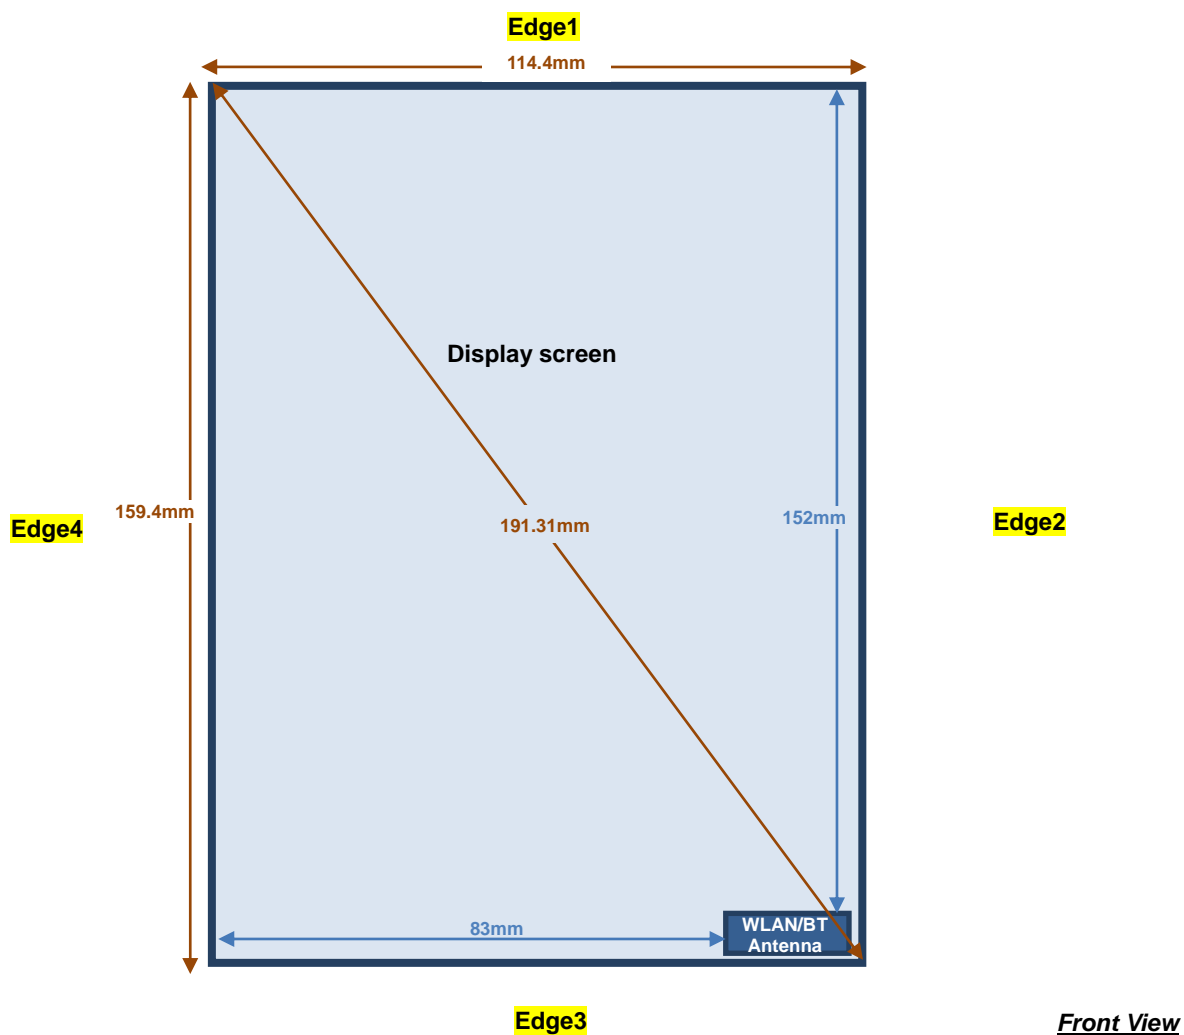 Edge1
114.4mm
Display screen
159.4mm
Edge4
191.31mm
152mm
Edge2
83mm
WLAN/BT
Antenna
Edge3
Front View